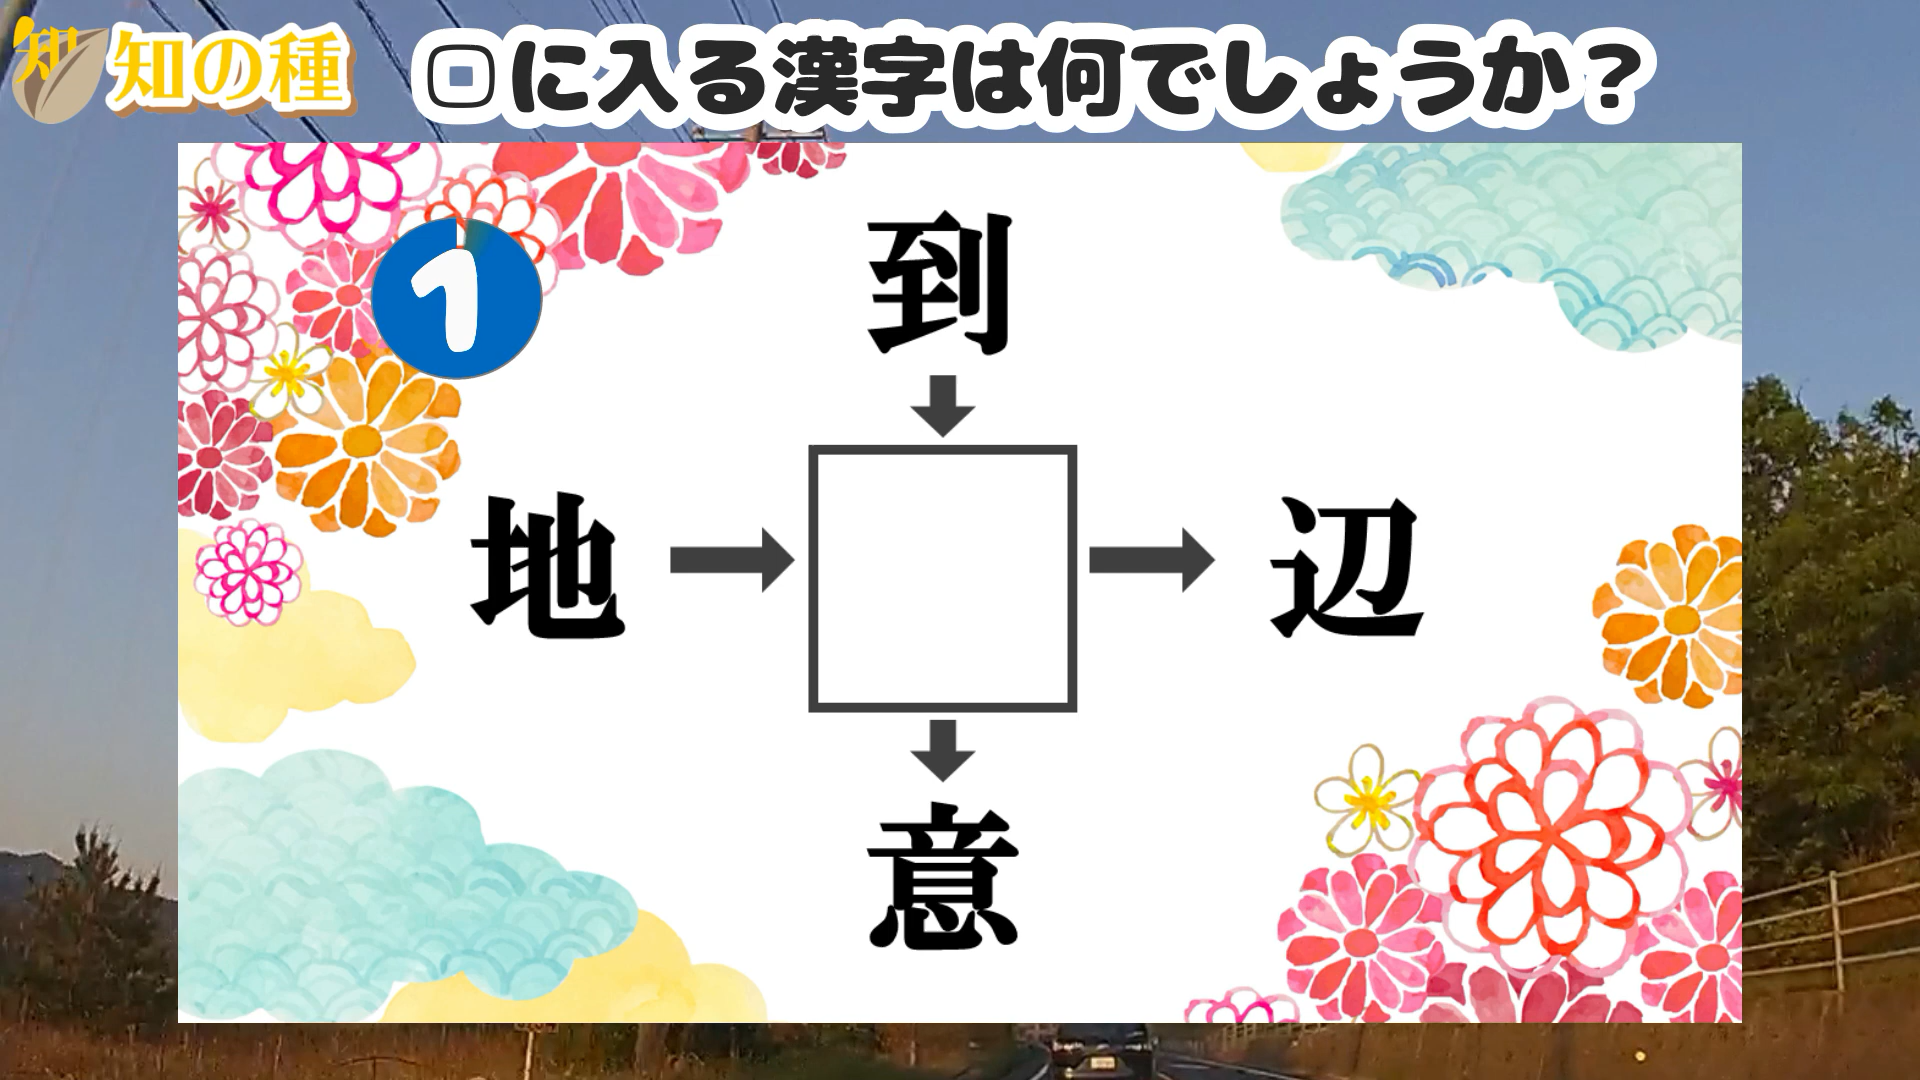 知 知の種 □に入る漢字は何でしょうか？
1
到
地 辺
意